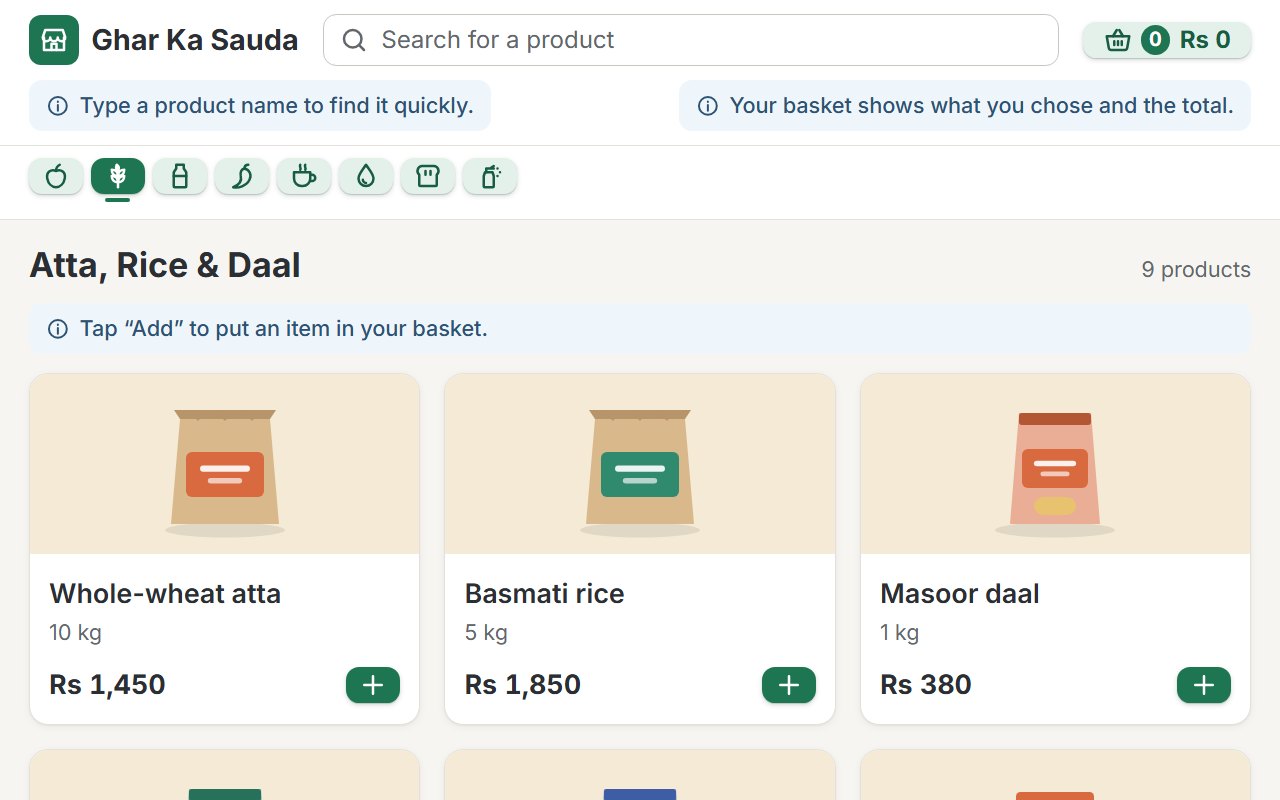 Ghar Ka Sauda
Search for a product
0 Rs 0
Type a product name to find it quickly.
Your basket shows what you chose and the total.
Atta, Rice & Daal
9 products
Tap “Add” to put an item in your basket.
Whole-wheat atta
10 kg
Rs 1,450
Basmati rice
5 kg
Rs 1,850
Masoor daal
1 kg
Rs 380